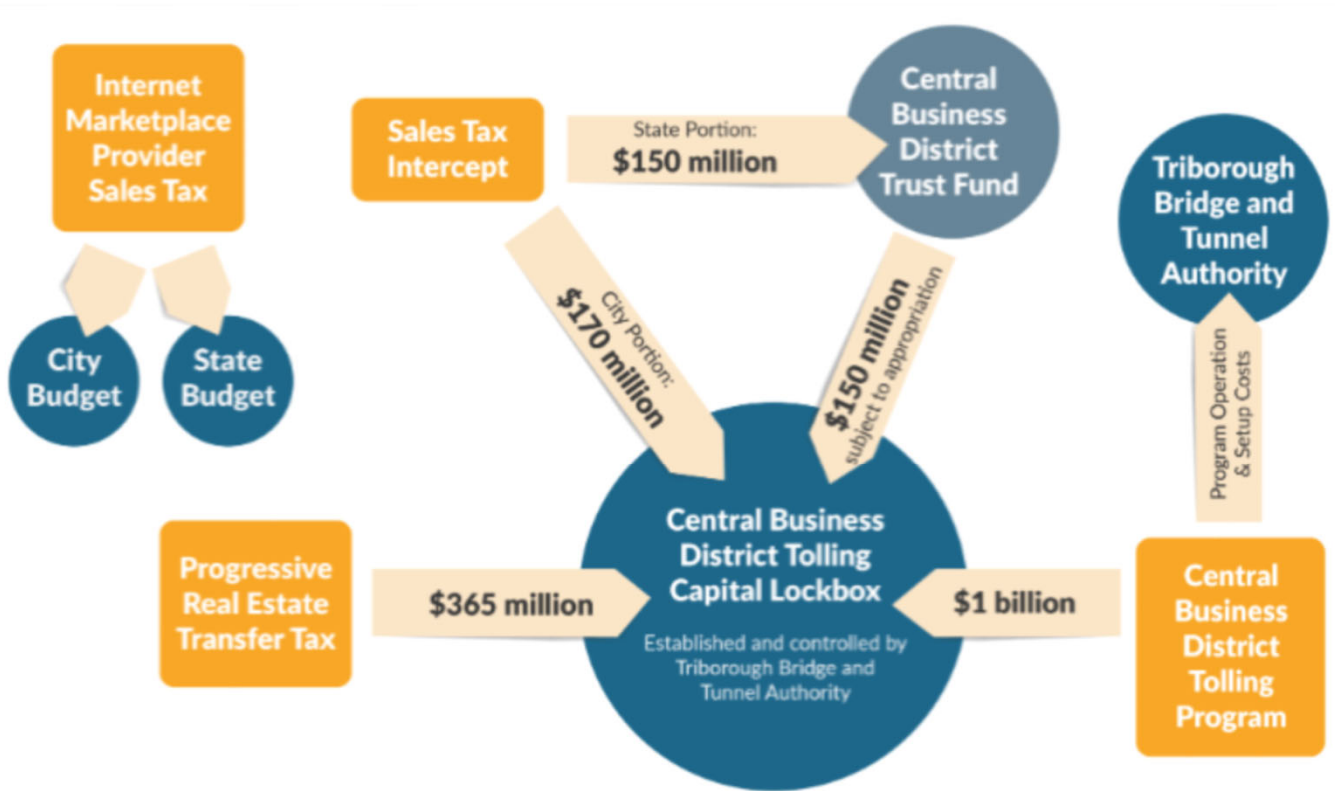 Internet
Marketplace
Provider
Sales Tax
City
Budget
State
Budget
Sales Tax
Intercept
State Portion:
$150 million
Central
Business
District
Trust Fund
City Portion:
$170 million
$150 million
subject to appropriation
Triborough
Bridge and
Tunnel
Authority
Program Operation
& Setup Costs
Progressive
Real Estate
Transfer Tax
$365 million
Central Business
District Tolling
Capital Lockbox
Established and controlled by
Triborough Bridge and
Tunnel Authority
$1 billion
Central
Business
District
Tolling
Program